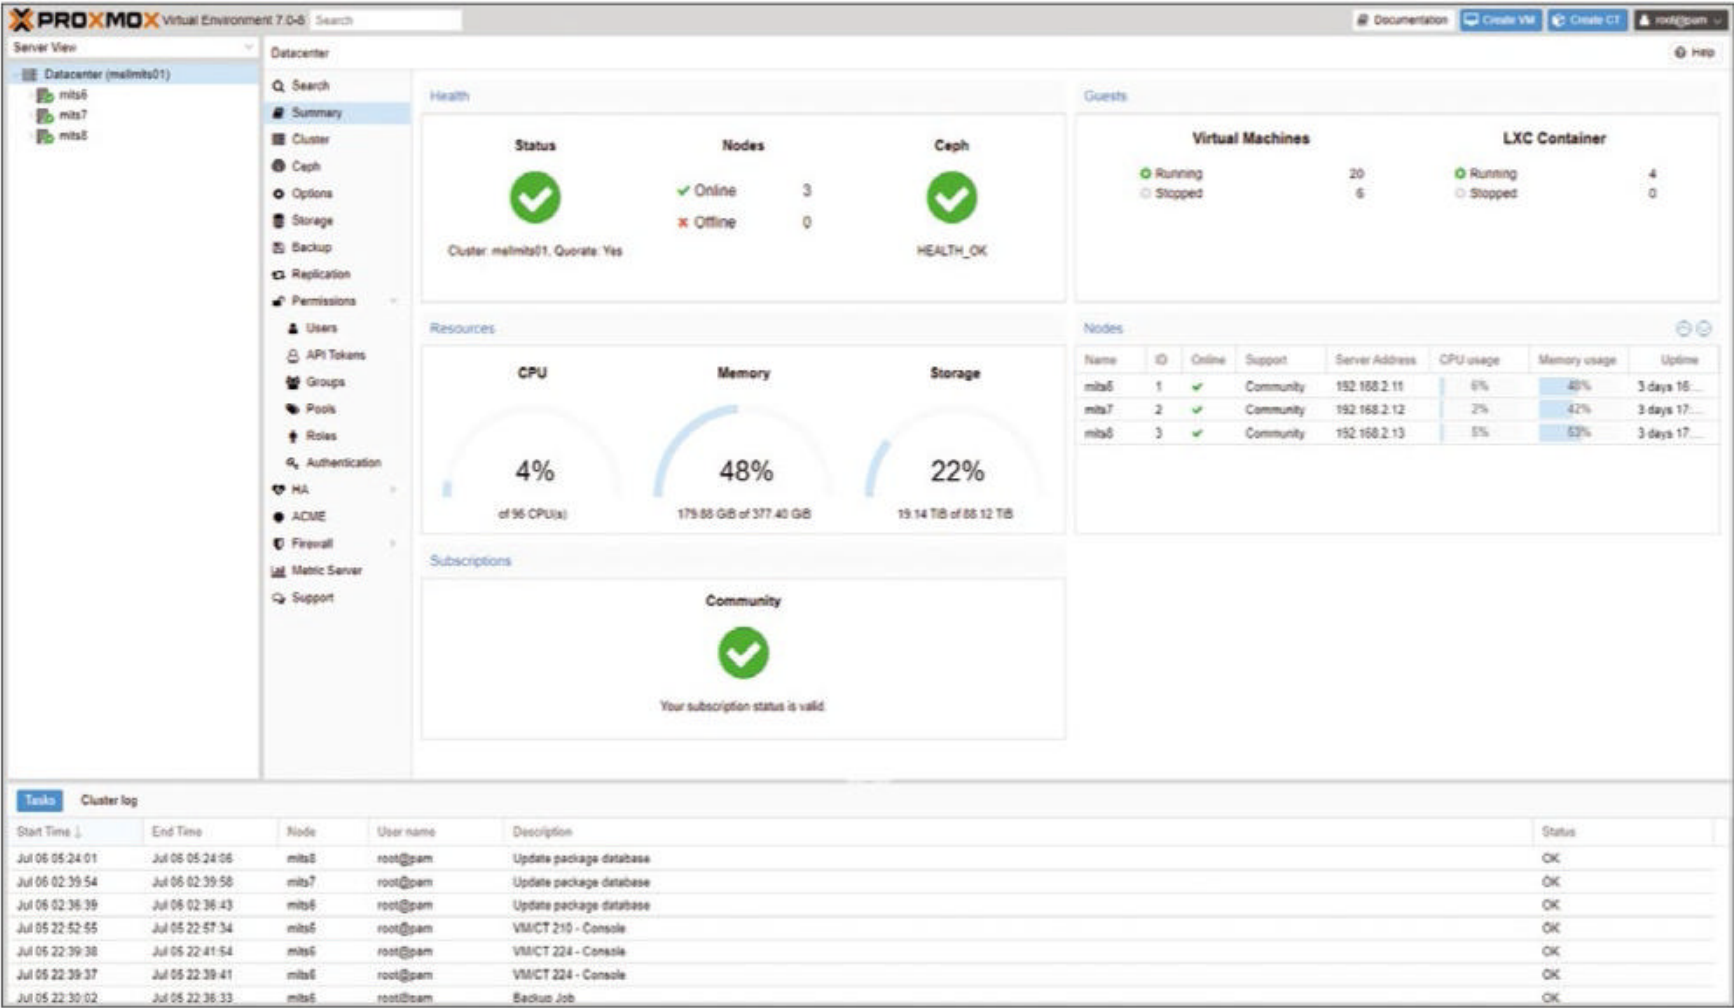 PROXMOX Virtual Environment 7.0-8 Search
Documentation Create VM Create CT root@pam
Server View
Datacenter (melimits01)
mits6
mits7
mits8
Datacenter
Help
Search
Summary
Cluster
Ceph
Options
Storage
Backup
Replication
Permissions
Users
API Tokens
Groups
Pools
Roles
Authentication
HA
ACME
Firewall
Metric Server
Support
Health
Status
Cluster: melimits01, Quorate: Yes
Nodes
Online 3
Offline 0
Ceph
HEALTH_OK
Guests
Virtual Machines
Running 20
Stopped 6
LXC Container
Running 4
Stopped 0
Resources
CPU
4%
of 96 CPU(s)
Memory
48%
179.88 GiB of 377.40 GiB
Storage
22%
19.14 TiB of 88.12 TiB
Nodes
Name ID Online Support Server Address CPU usage Memory usage Uptime
mits6 1 Community 192.168.2.11 6% 48% 3 days 16:...
mits7 2 Community 192.168.2.12 2% 42% 3 days 17:...
mits8 3 Community 192.168.2.13 5% 53% 3 days 17:...
Subscriptions
Community
Your subscription status is valid.
Tasks Cluster log
Start Time End Time Node User name Description Status
Jul 06 05:24:01 Jul 06 05:24:06 mits8 root@pam Update package database OK
Jul 06 02:39:54 Jul 06 02:39:58 mits7 root@pam Update package database OK
Jul 06 02:36:39 Jul 06 02:36:43 mits6 root@pam Update package database OK
Jul 05 22:52:55 Jul 05 22:57:34 mits6 root@pam VM/CT 210 - Console OK
Jul 05 22:39:38 Jul 05 22:41:54 mits6 root@pam VM/CT 224 - Console OK
Jul 05 22:39:37 Jul 05 22:39:41 mits6 root@pam VM/CT 224 - Console OK
Jul 05 22:30:02 Jul 05 22:36:33 mits6 root@pam Backup Job OK